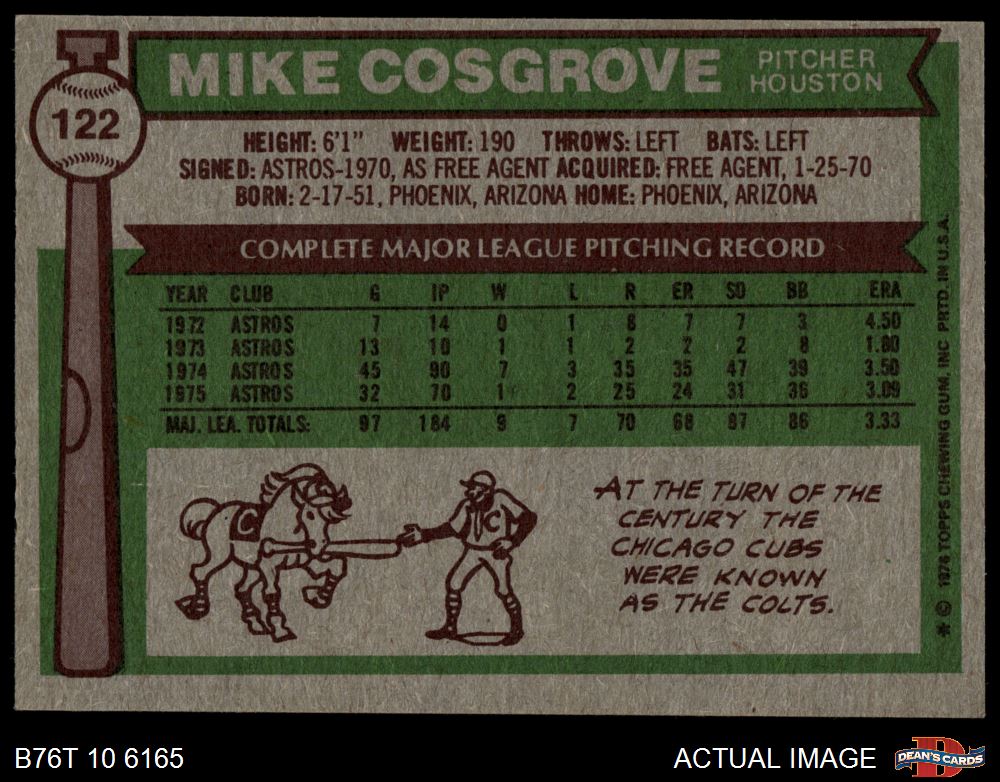 122
MIKE COSGROVE
PITCHER
HOUSTON
HEIGHT: 6'1" WEIGHT: 190 THROWS: LEFT BATS: LEFT
SIGNED: ASTROS-1970, AS FREE AGENT ACQUIRED: FREE AGENT, 1-25-70
BORN: 2-17-51, PHOENIX, ARIZONA HOME: PHOENIX, ARIZONA
COMPLETE MAJOR LEAGUE PITCHING RECORD
YEAR CLUB G IP W L R ER SO BB ERA
1972 ASTROS 7 14 0 1 8 7 7 3 4.50
1973 ASTROS 13 10 1 1 2 2 2 8 1.80
1974 ASTROS 45 90 7 3 35 35 47 39 3.50
1975 ASTROS 32 70 1 2 25 24 31 36 3.09
MAJ. LEA. TOTALS: 97 184 9 7 70 68 87 86 3.33
C
C
AT THE TURN OF THE
CENTURY THE
CHICAGO CUBS
WERE KNOWN
AS THE COLTS.
* © 1976 TOPPS CHEWING GUM, INC PRTD. IN U.S.A.
B76T 10 6165
ACTUAL IMAGE
DEAN'S CARDS